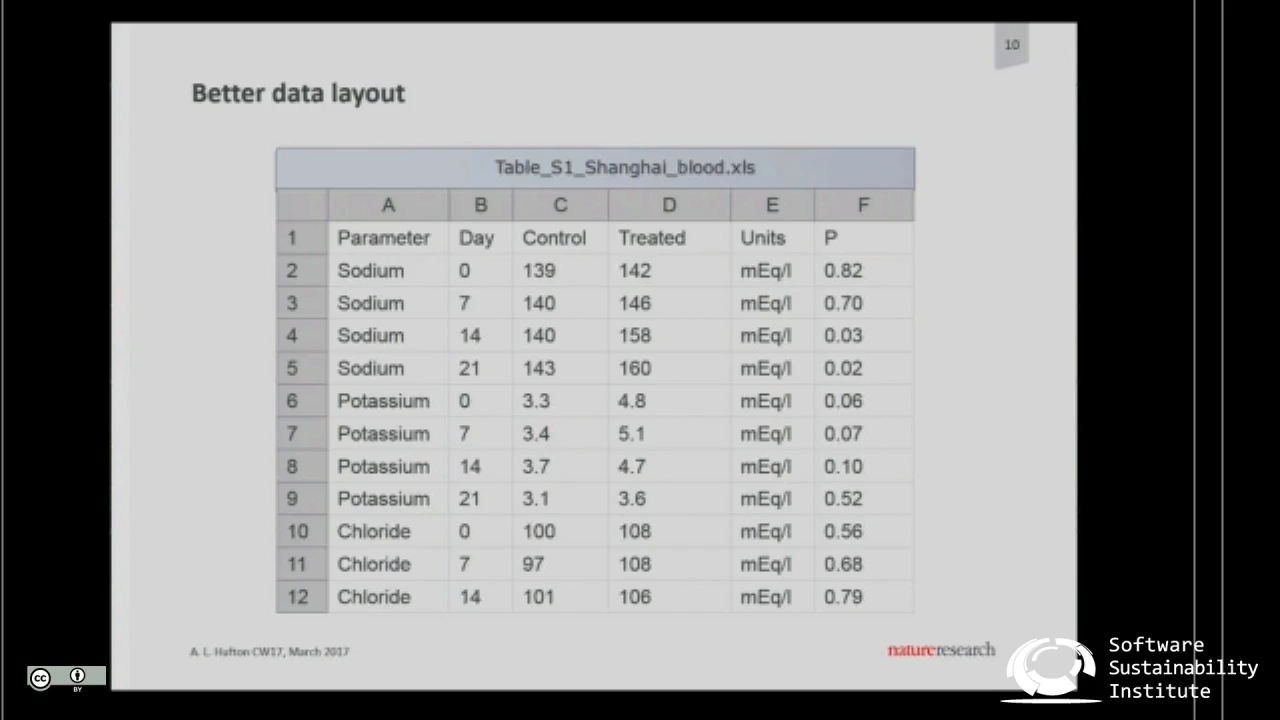 10
Better data layout
Table_S1_Shanghai_blood.xls
A B C D E F
1 Parameter Day Control Treated Units P
2 Sodium 0 139 142 mEq/l 0.82
3 Sodium 7 140 146 mEq/l 0.70
4 Sodium 14 140 158 mEq/l 0.03
5 Sodium 21 143 160 mEq/l 0.02
6 Potassium 0 3.3 4.8 mEq/l 0.06
7 Potassium 7 3.4 5.1 mEq/l 0.07
8 Potassium 14 3.7 4.7 mEq/l 0.10
9 Potassium 21 3.1 3.6 mEq/l 0.52
10 Chloride 0 100 108 mEq/l 0.56
11 Chloride 7 97 108 mEq/l 0.68
12 Chloride 14 101 106 mEq/l 0.79
A. L. Hufton CW17, March 2017
natureresearch
cc BY
Software
Sustainability
Institute